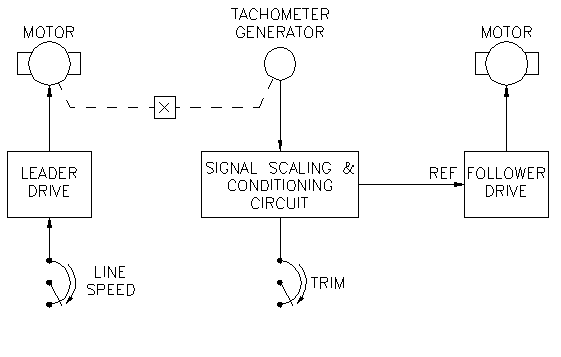 MOTOR
TACHOMETER
GENERATOR
MOTOR
LEADER
DRIVE
SIGNAL SCALING &
CONDITIONING
CIRCUIT
REF
FOLLOWER
DRIVE
LINE
SPEED
TRIM